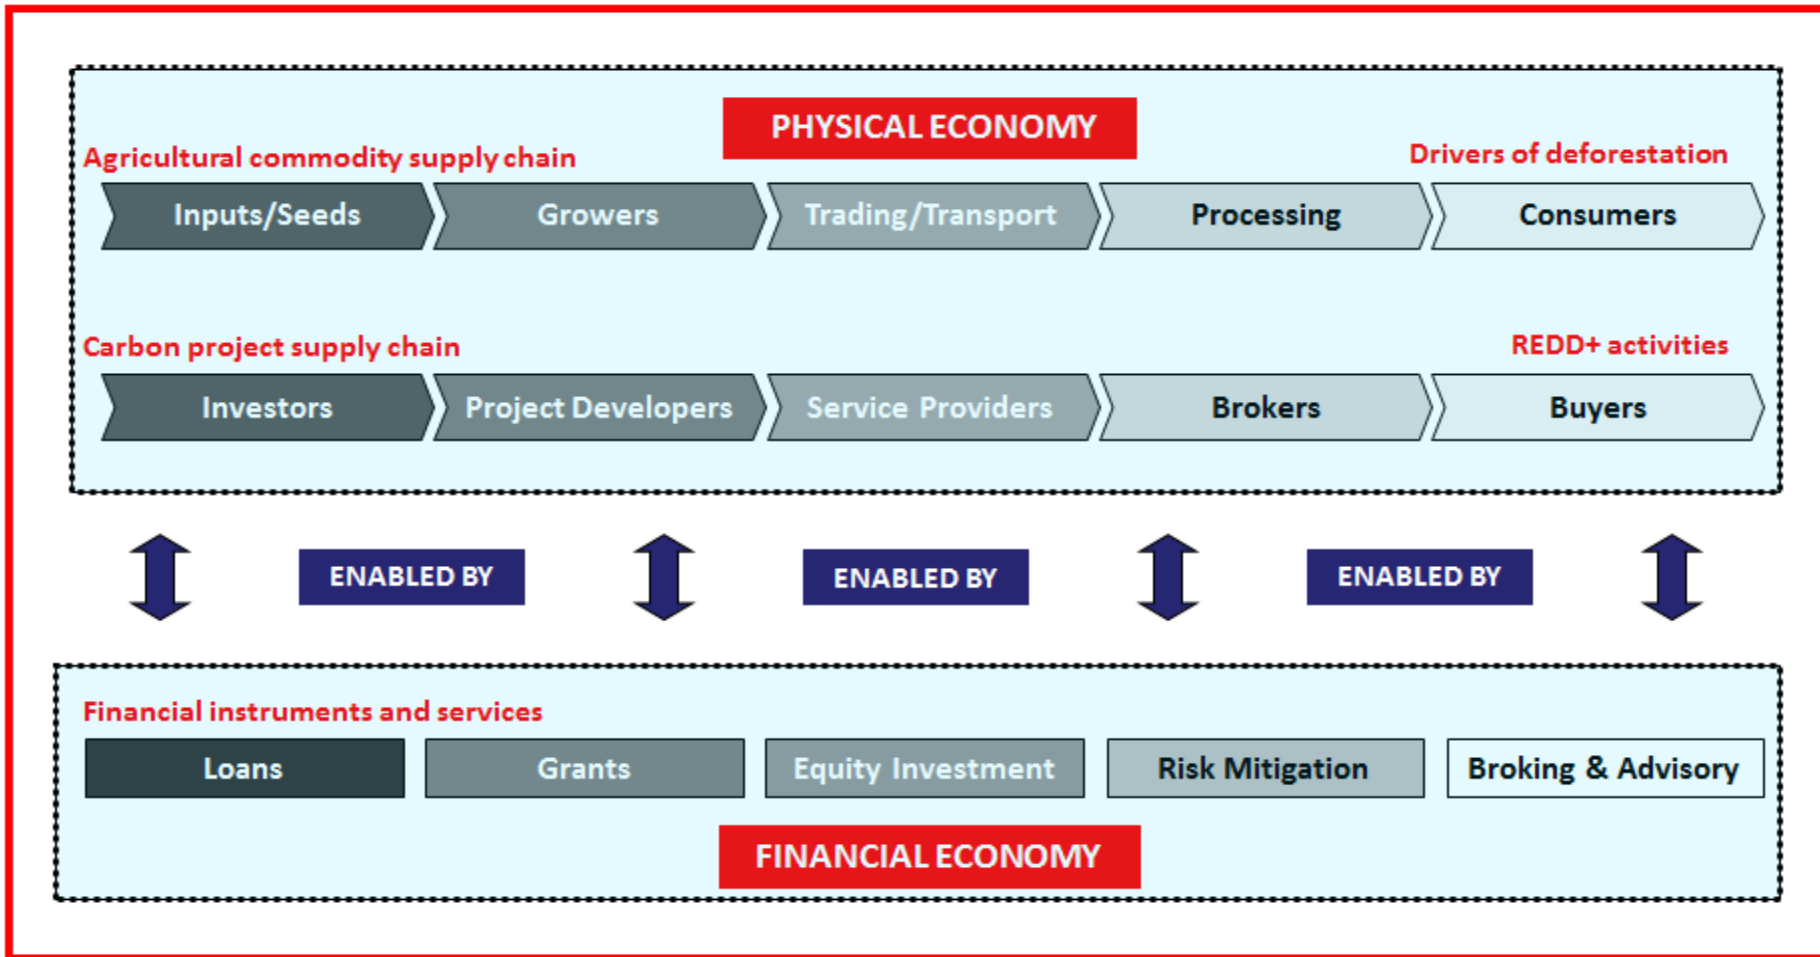 PHYSICAL ECONOMY
Agricultural commodity supply chain
Drivers of deforestation
Inputs/Seeds
Growers
Trading/Transport
Processing
Consumers
Carbon project supply chain
REDD+ activities
Investors
Project Developers
Service Providers
Brokers
Buyers
ENABLED BY
ENABLED BY
ENABLED BY
Financial instruments and services
Loans
Grants
Equity Investment
Risk Mitigation
Broking & Advisory
FINANCIAL ECONOMY